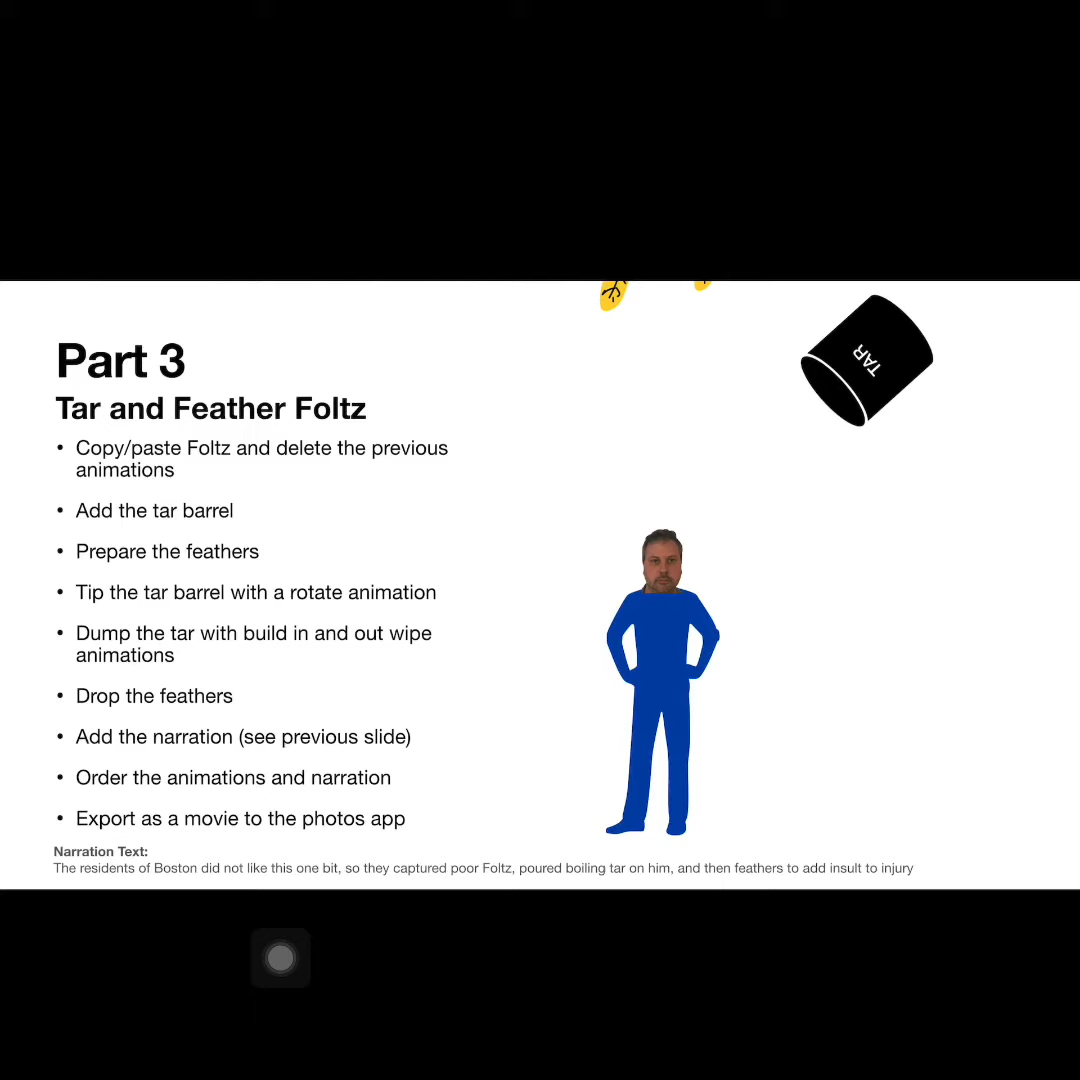 Part 3
Tar and Feather Foltz
• Copy/paste Foltz and delete the previous
animations
• Add the tar barrel
• Prepare the feathers
• Tip the tar barrel with a rotate animation
• Dump the tar with build in and out wipe
animations
• Drop the feathers
• Add the narration (see previous slide)
• Order the animations and narration
• Export as a movie to the photos app
Narration Text:
The residents of Boston did not like this one bit, so they captured poor Foltz, poured boiling tar on him, and then feathers to add insult to injury
TAR